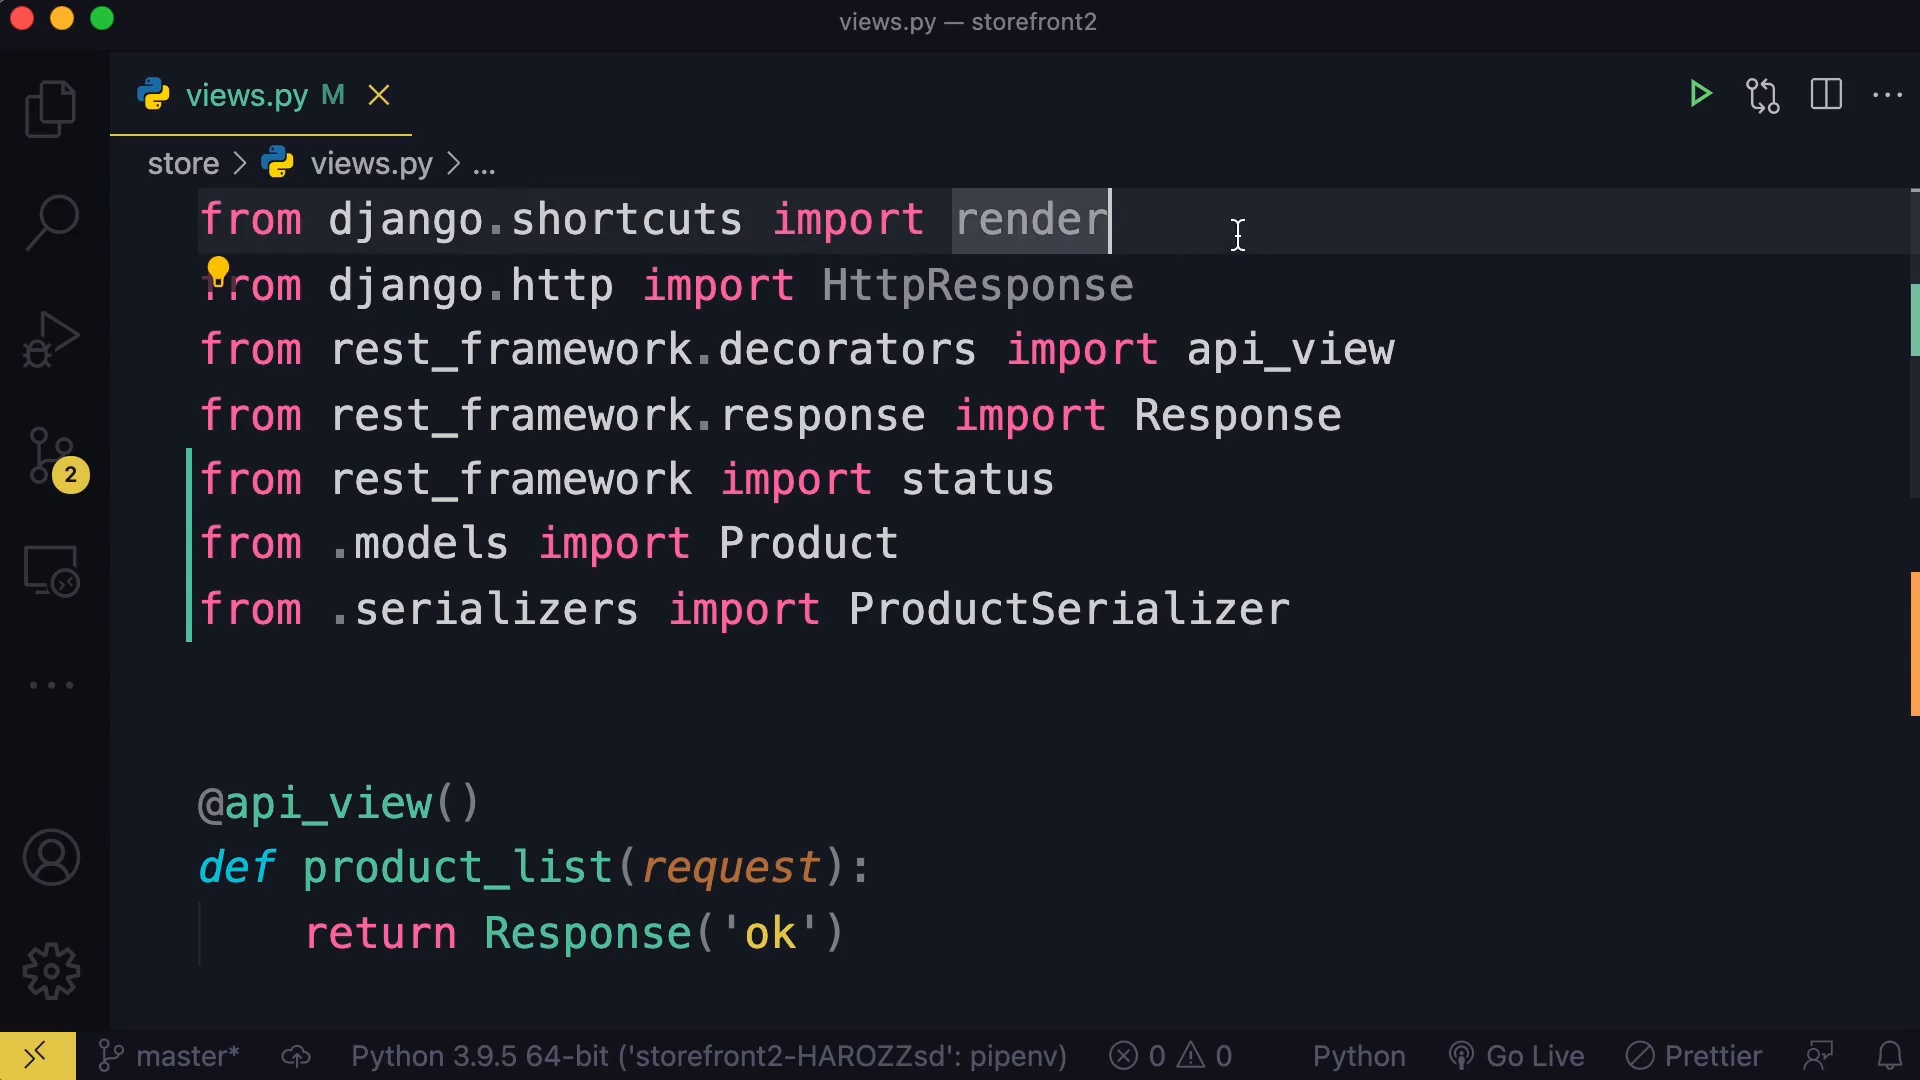 views.py — storefront2
views.py M
store > views.py > ...
from django.shortcuts import render
from django.http import HttpResponse
from rest_framework.decorators import api_view
from rest_framework.response import Response
from rest_framework import status
from .models import Product
from .serializers import ProductSerializer
@api_view()
def product_list(request):
    return Response('ok')
2
master* Python 3.9.5 64-bit ('storefront2-HAROZZsd': pipenv) 0 0 Python Go Live Prettier